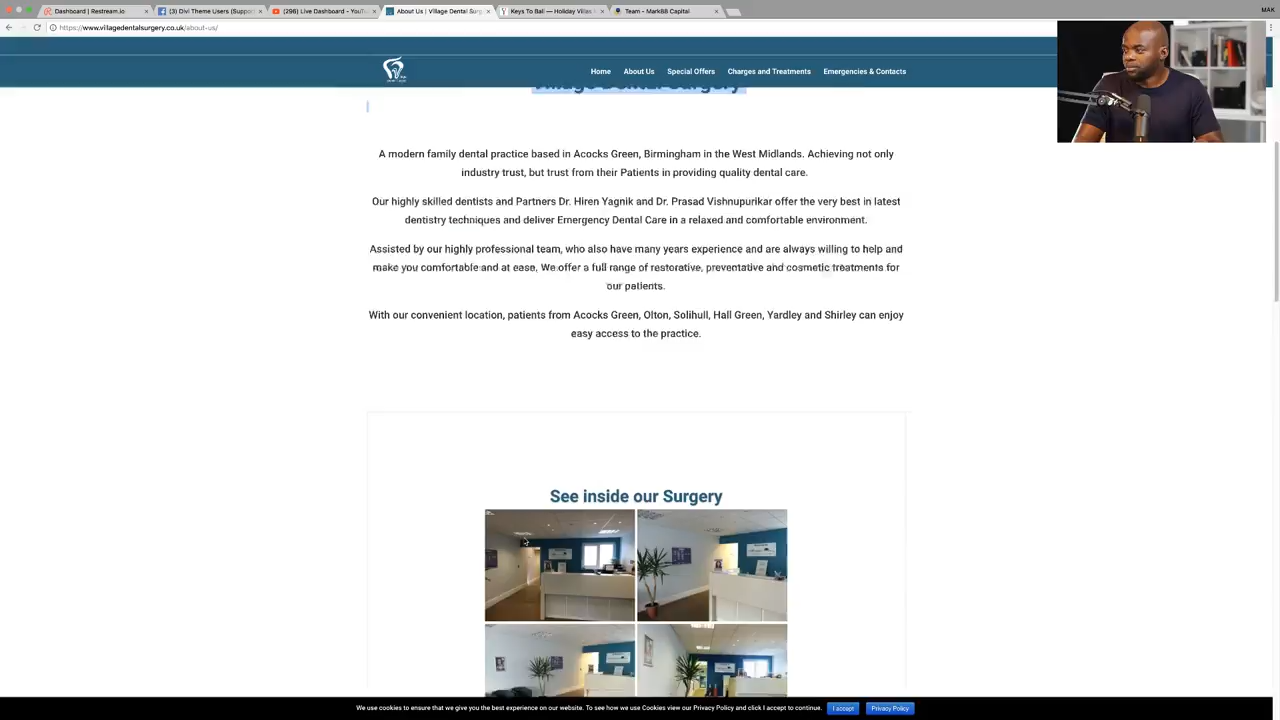 Dashboard | Restream.io
(3) Divi Theme Users (Suppor
(296) Live Dashboard - YouT
About Us | Village Dental Surg
Keys To Bali — Holiday Villas
Team - Mark88 Capital
MAK
https://www.villagedentalsurgery.co.uk/about-us/
Home
About Us
Special Offers
Charges and Treatments
Emergencies & Contacts
Village Dental Surgery
A modern family dental practice based in Acocks Green, Birmingham in the West Midlands. Achieving not only
industry trust, but trust from their Patients in providing quality dental care.
Our highly skilled dentists and Partners Dr. Hiren Yagnik and Dr. Prasad Vishnupurikar offer the very best in latest
dentistry techniques and deliver Emergency Dental Care in a relaxed and comfortable environment.
Assisted by our highly professional team, who also have many years experience and are always willing to help and
make you comfortable and at ease, We offer a full range of restorative, preventative and cosmetic treatments for
our patients.
With our convenient location, patients from Acocks Green, Olton, Solihull, Hall Green, Yardley and Shirley can enjoy
easy access to the practice.
See inside our Surgery
We use cookies to ensure that we give you the best experience on our website. To see how we use Cookies view our Privacy Policy and click I accept to continue.
I accept
Privacy Policy